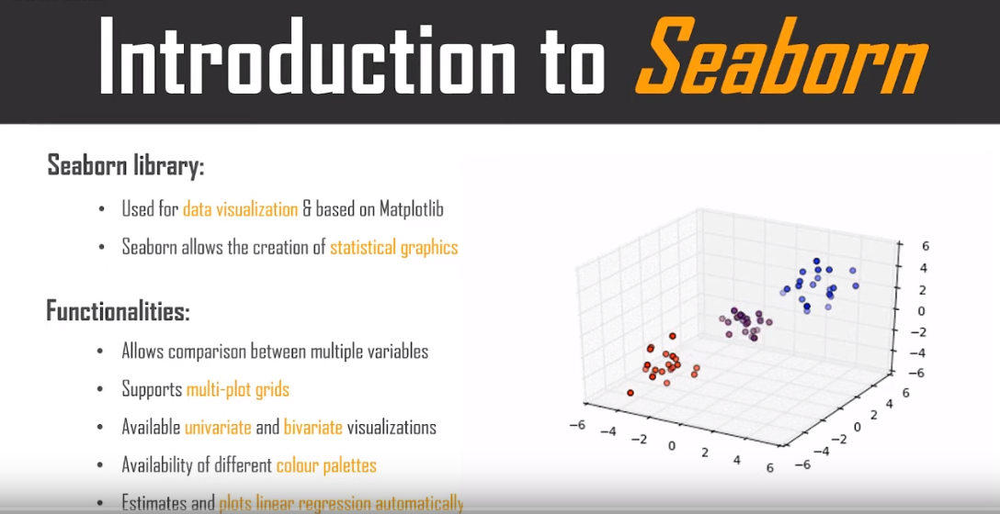 Introduction to Seaborn
Seaborn library:
• Used for data visualization & based on Matplotlib
• Seaborn allows the creation of statistical graphics
Functionalities:
• Allows comparison between multiple variables
• Supports multi-plot grids
• Available univariate and bivariate visualizations
• Availability of different colour palettes
• Estimates and plots linear regression automatically
6
4
2
0
−2
−4
−6
−6 −4 −2 0 2 4 6
−6 −4 −2 0 2 4 6